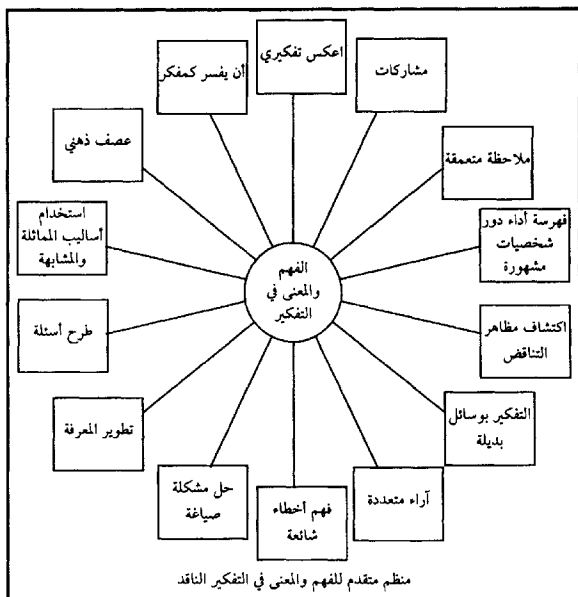 اعكس تفكيري
مشاركات
ملاحظة متعمقة
فهرسة أداء دور
شخصيات
مشهورة
اكتشاف مظاهر
التناقض
التفكير بوسائل
بديلة
آراء متعددة
فهم أخطاء
شائعة
حل مشكلة
صياغة
تطوير المعرفة
طرح أسئلة
استخدام
أساليب المماثلة
والمشابهة
عصف ذهني
أن يفسر كمفكر
الفهم
والمعنى في
التفكير
منظم متقدم للفهم والمعنى في التفكير الناقد